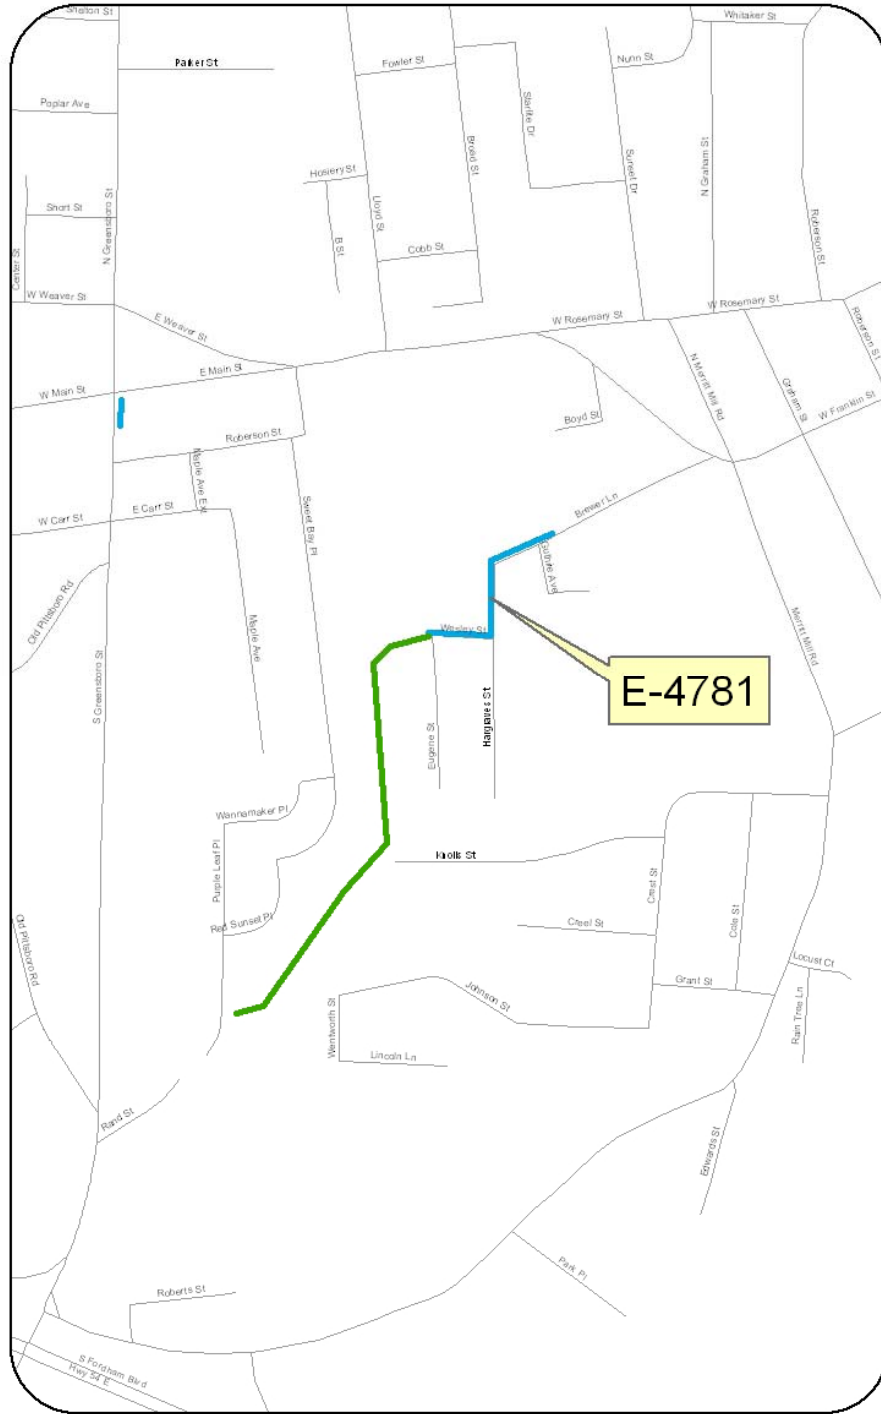 Shelton St
Whitaker St
Parker St
Fowler St
Nunn St
Poplar Ave
Starlite Dr
Broad St
Sunset Dr
N Graham St
Hosiery St
Lloyd St
B St
Short St
N Greensboro St
Cobb St
Roberson St
Center St
W Weaver St
E Weaver St
W Rosemary St
W Rosemary St
Roberson St
E Main St
W Main St
N Merritt Mill Rd
Graham St
W Franklin St
Boyd St
Roberson St
Maple Ave Ext
E Carr St
W Carr St
Sweet Bay Pl
Brewer Ln
Guthrie Ave
Old Pittsboro Rd
Maple Ave
Wesley St
Merritt Mill Rd
S Greensboro St
E-4781
Hargraves St
Eugene St
Wannamaker Pl
Purple Leaf Pl
Knolls St
Crest St
Cole St
Red Sunset Pl
Creel St
Old Pittsboro Rd
Locust Ct
Johnson St
Grant St
Rain Tree Ln
Wentworth St
Lincoln Ln
Rand St
Edwards St
Park Pl
Roberts St
S Fordham Blvd
Hwy 54 E